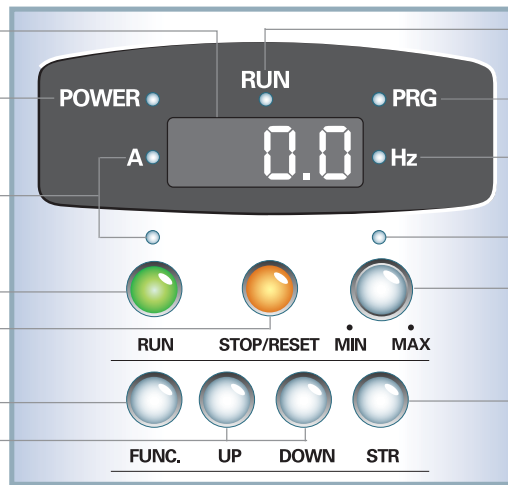 RUN
POWER PRG
A 0.0 Hz
RUN STOP/RESET MIN MAX
FUNC. UP DOWN STR